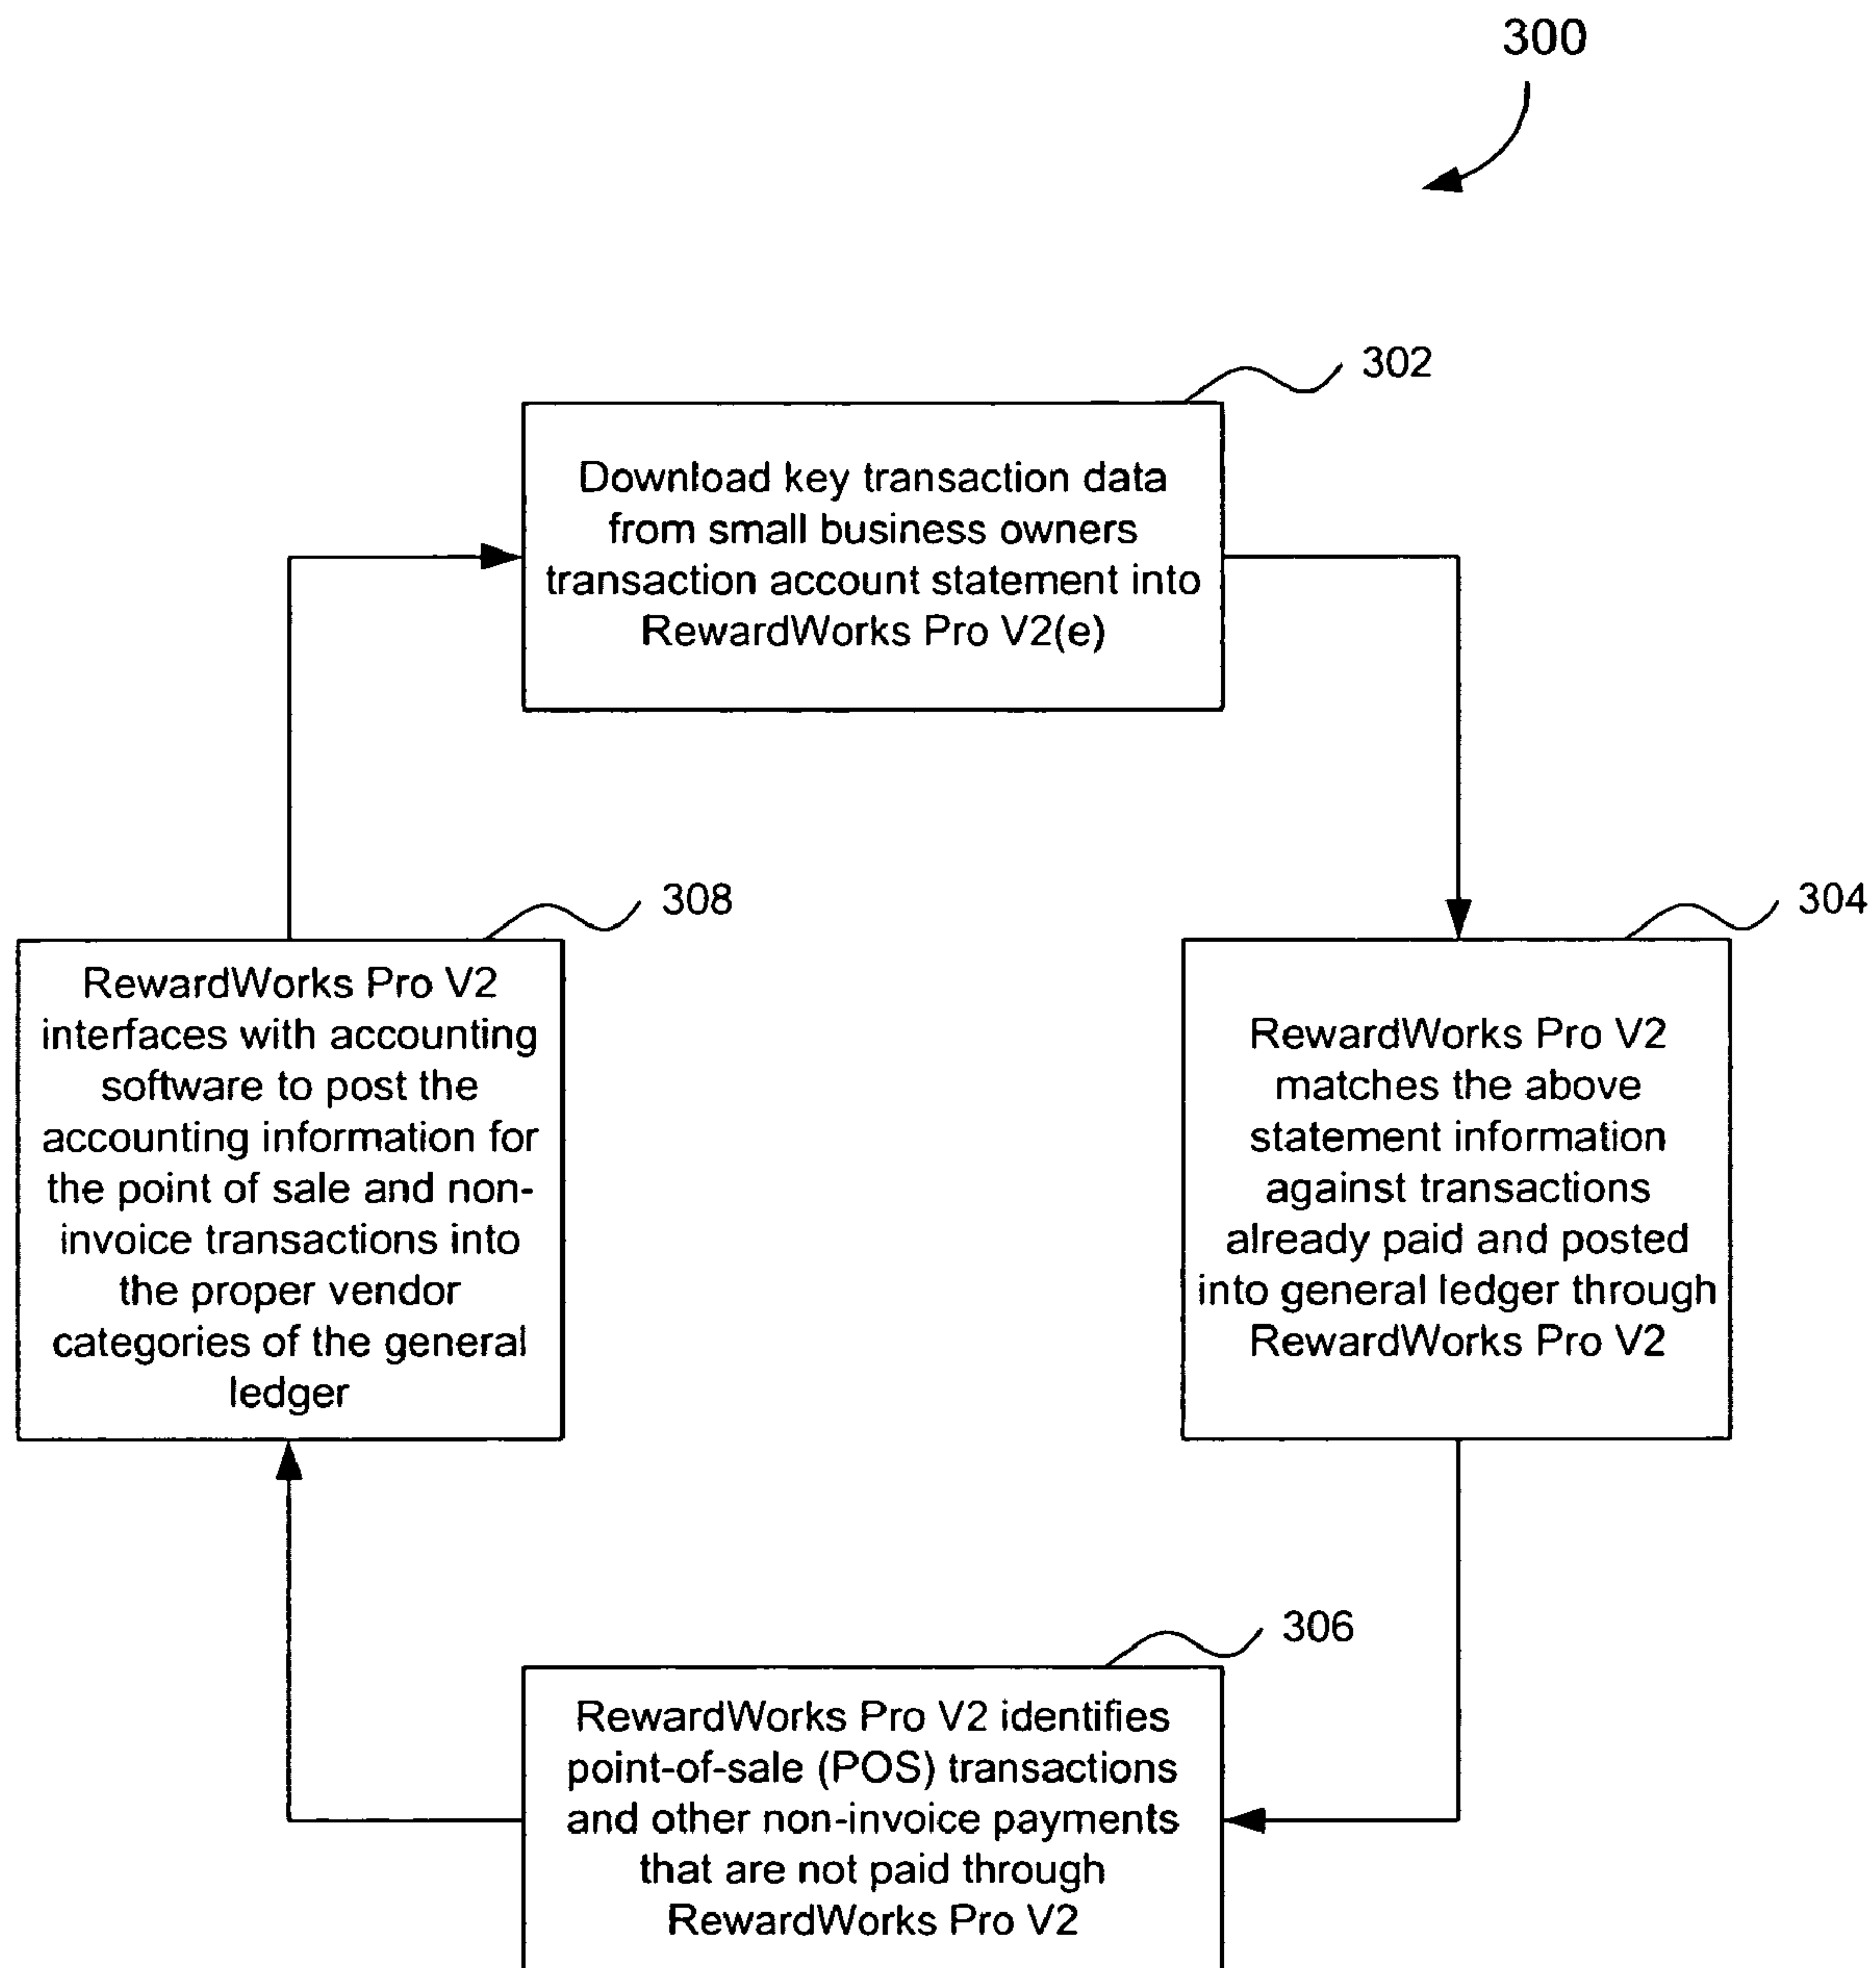 300
302
Download key transaction data
from small business owners
transaction account statement into
RewardWorks Pro V2(e)
308
304
RewardWorks Pro V2
interfaces with accounting
software to post the
accounting information for
the point of sale and non-
invoice transactions into
the proper vendor
categories of the general
ledger
RewardWorks Pro V2
matches the above
statement information
against transactions
already paid and posted
into general ledger through
RewardWorks Pro V2
306
RewardWorks Pro V2 identifies
point-of-sale (POS) transactions
and other non-invoice payments
that are not paid through
RewardWorks Pro V2